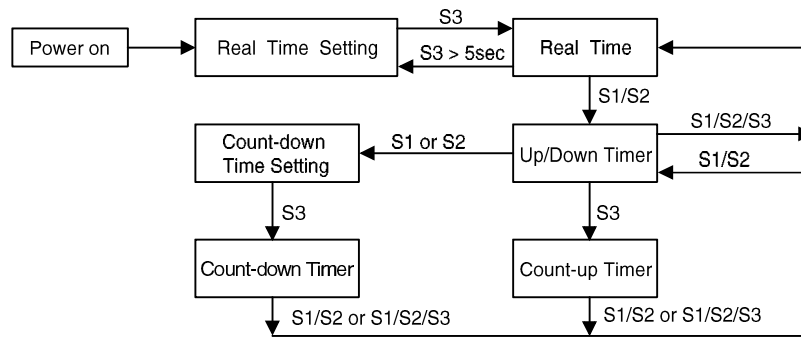 S3
Power on
Real Time Setting
Real Time
S3 > 5sec
S1/S2
Count-down
Time Setting
S1 or S2
Up/Down Timer
S1/S2/S3
S1/S2
S3
S3
Count-down Timer
Count-up Timer
S1/S2 or S1/S2/S3
S1/S2 or S1/S2/S3